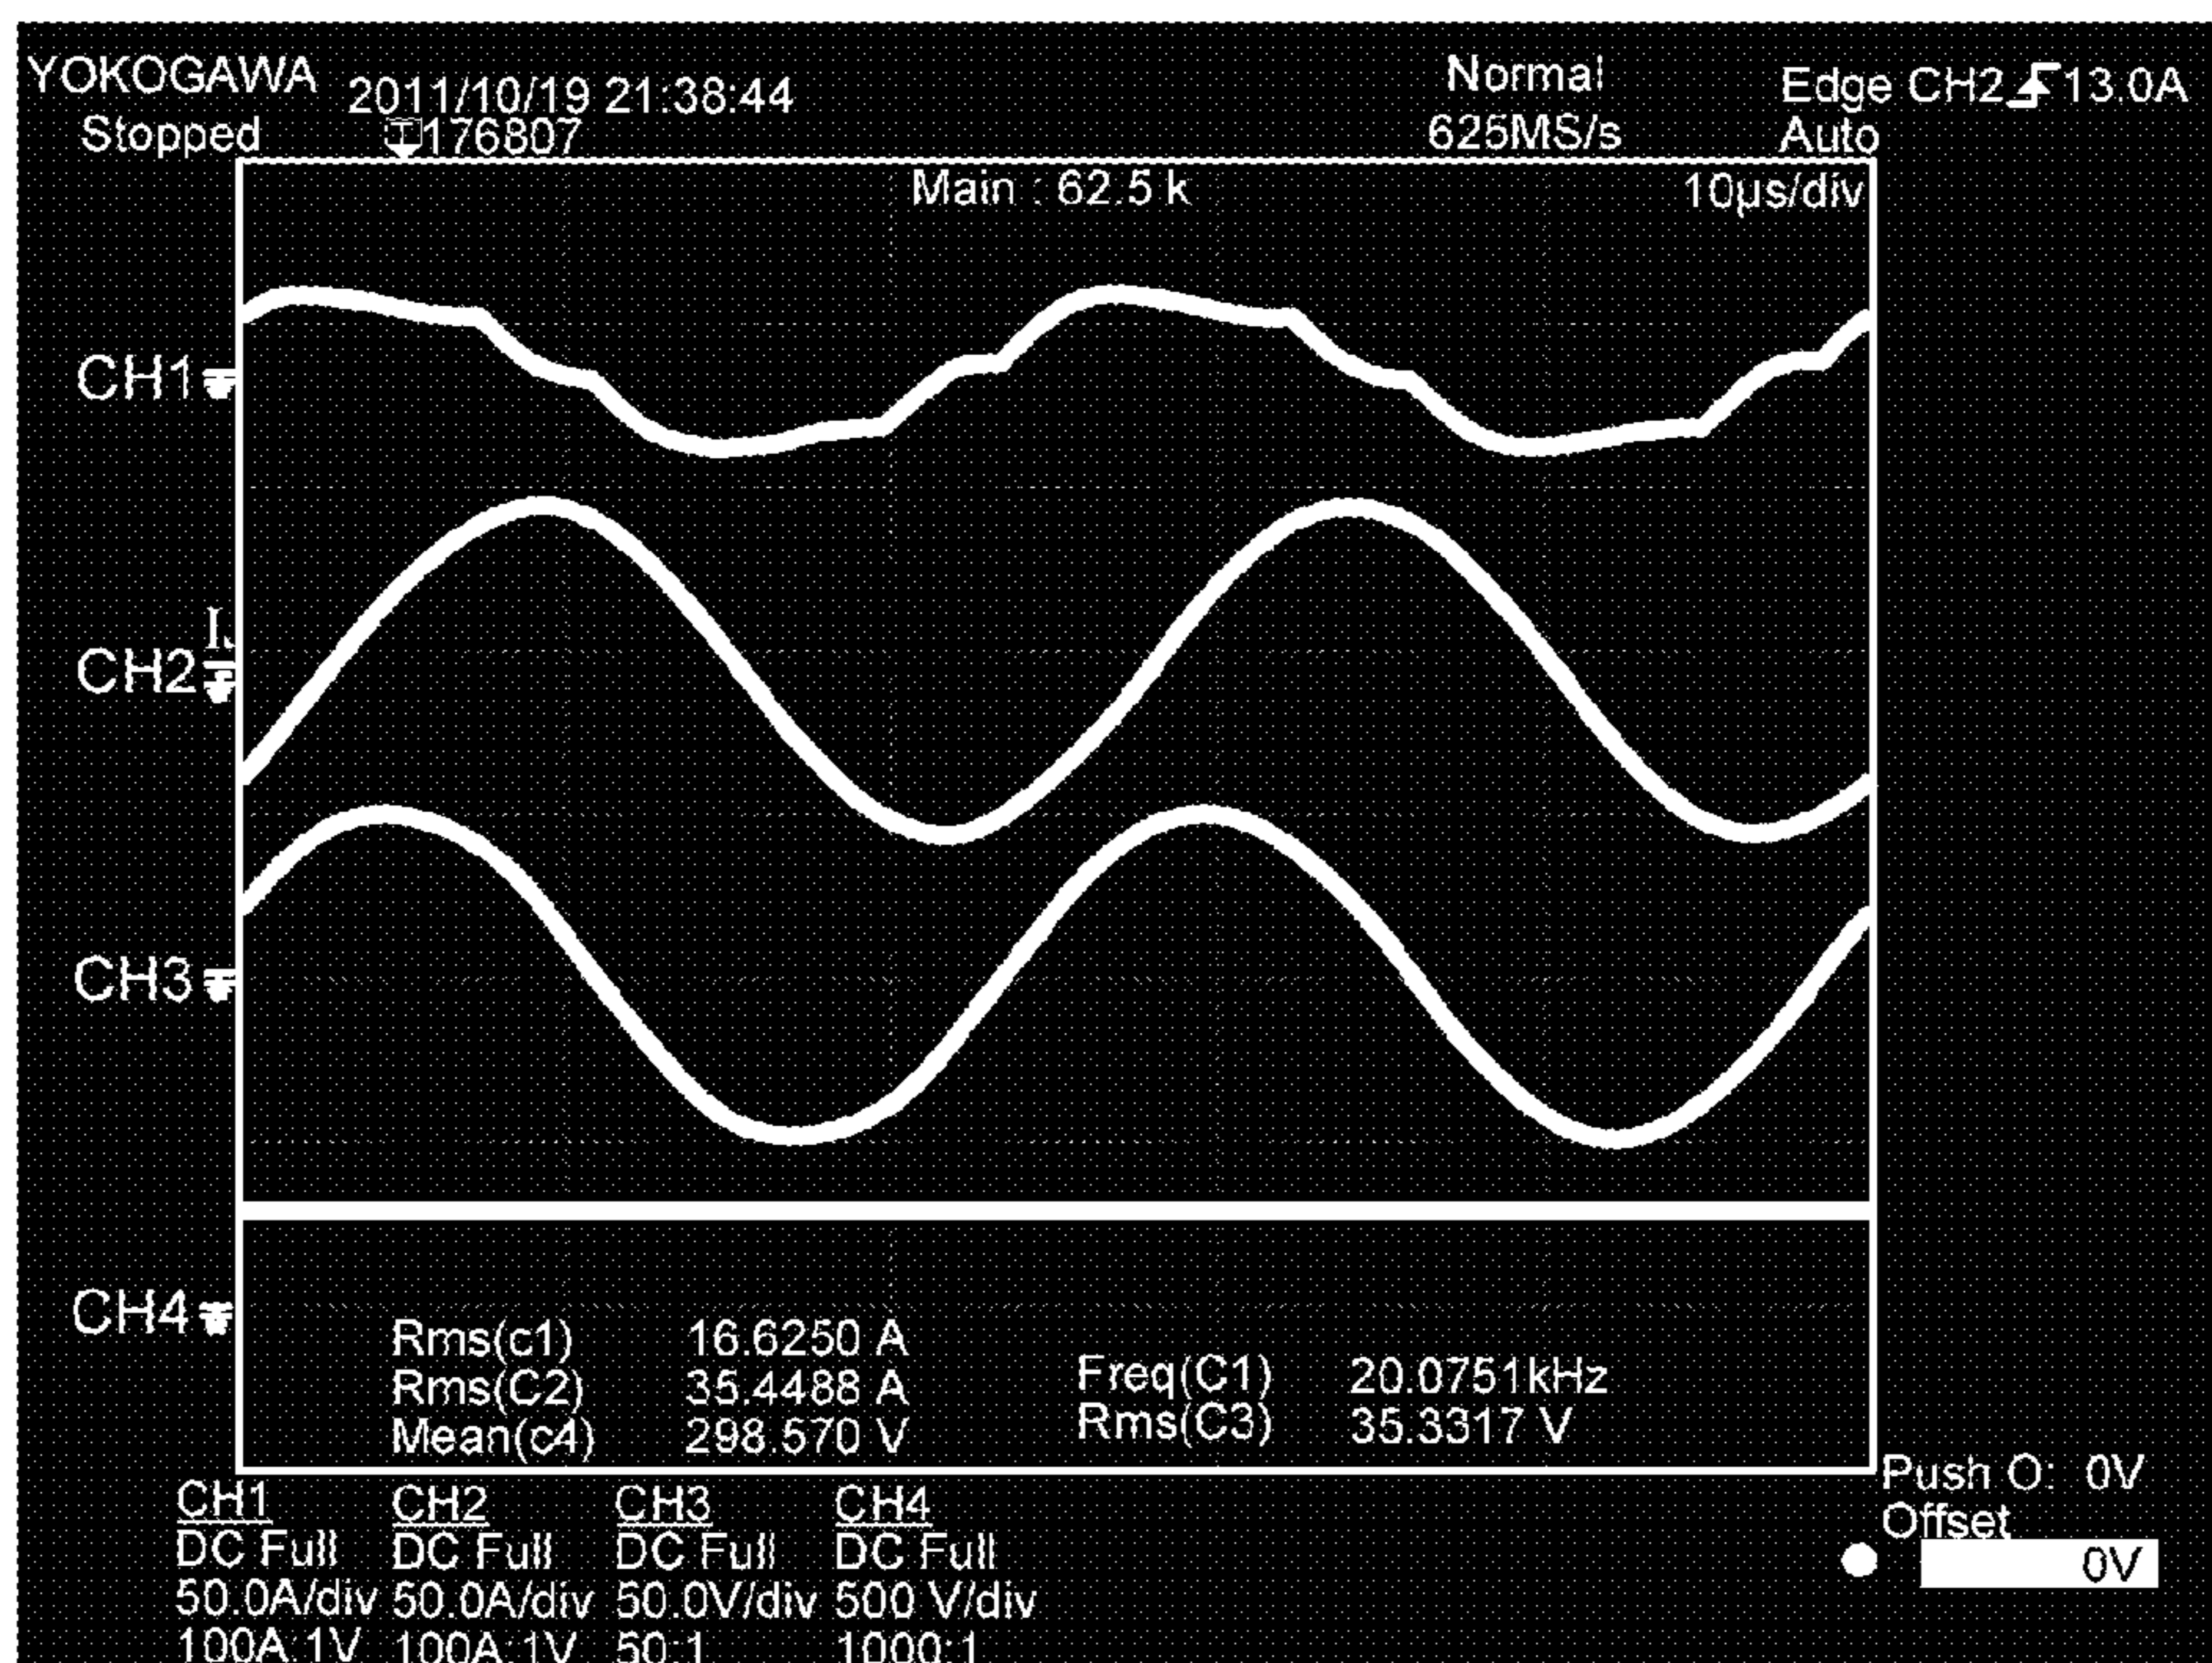 YOKOGAWA 2011/10/19 21:38:44 Normal Edge CH2 13.0A
Stopped 176807 625MS/s Auto
Main : 62.5 k 10µs/div
CH1
CH2
CH3
CH4
Rms(c1) 16.6250 A
Rms(C2) 35.4488 A
Mean(c4) 298.570 V
Freq(C1) 20.0751kHz
Rms(C3) 35.3317 V
Push O: 0V
Offset
0V
CH1 CH2 CH3 CH4
DC Full DC Full DC Full DC Full
50.0A/div 50.0A/div 50.0V/div 500 V/div
100A:1V 100A:1V 50:1 1000:1